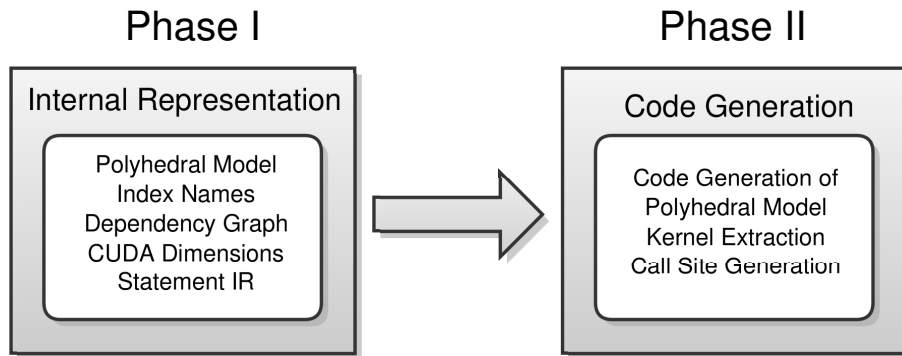 Phase I
Internal Representation
Polyhedral Model
Index Names
Dependency Graph
CUDA Dimensions
Statement IR
Phase II
Code Generation
Code Generation of
Polyhedral Model
Kernel Extraction
Call Site Generation